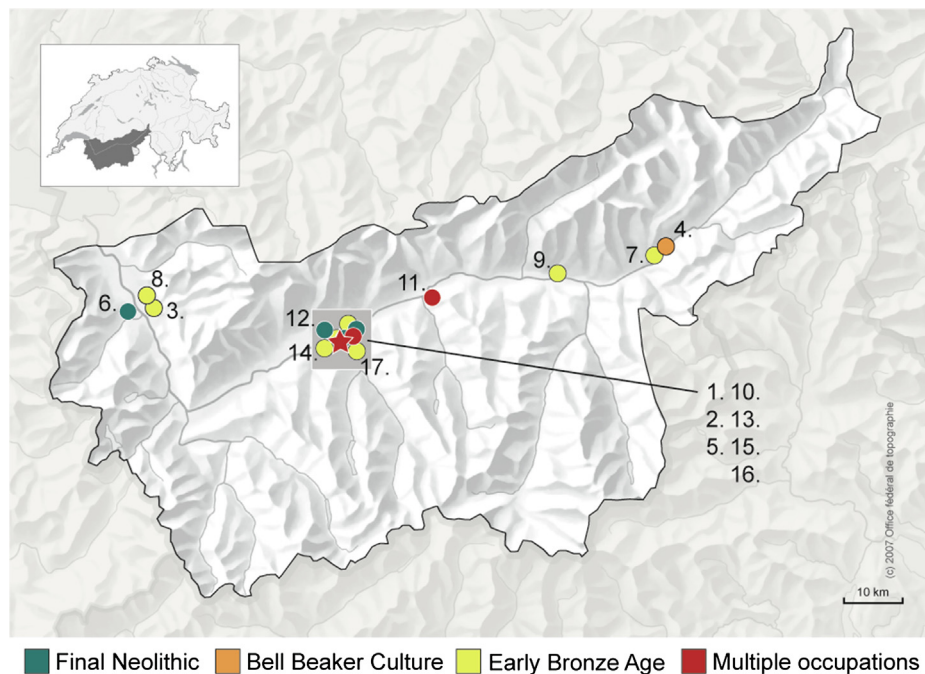 4.
7.
9.
8.
11.
6.
3.
12.
14.
17.
1. 10.
2. 13.
5. 15.
16.
(c) 2007 Office fédéral de topographie
10 km
Final Neolithic
Bell Beaker Culture
Early Bronze Age
Multiple occupations